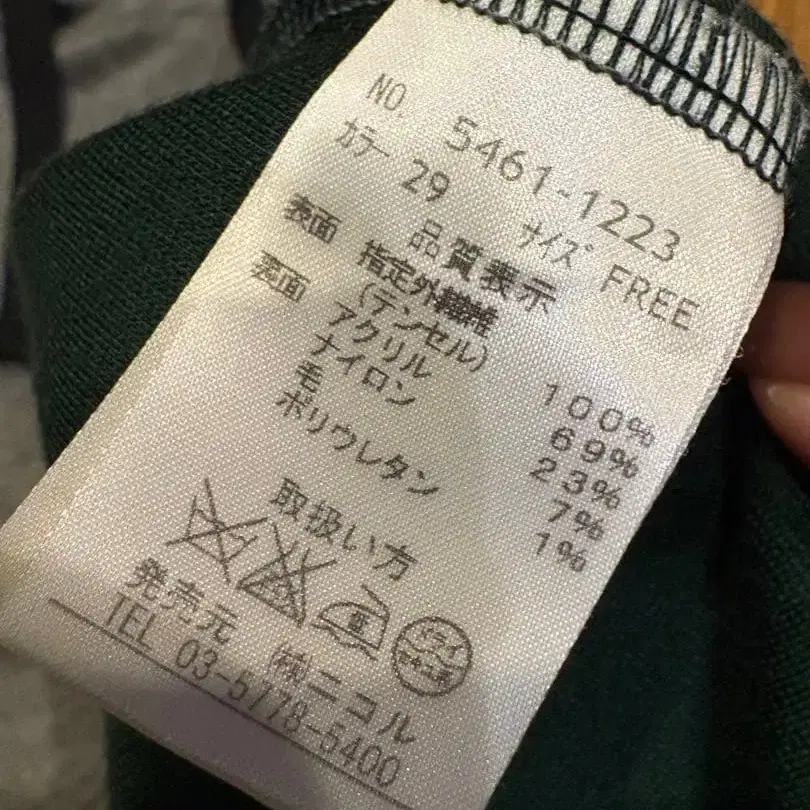 NO. 5461-1223
カラー 29 サイズ FREE
品質表示
表面 指定外繊維
(テンセル) 100%
裏面 アクリル 69%
ナイロン 23%
毛 7%
ポリウレタン 1%
取扱い方
ドライ
発売元 ㈱ニコル
TEL 03-5778-5400